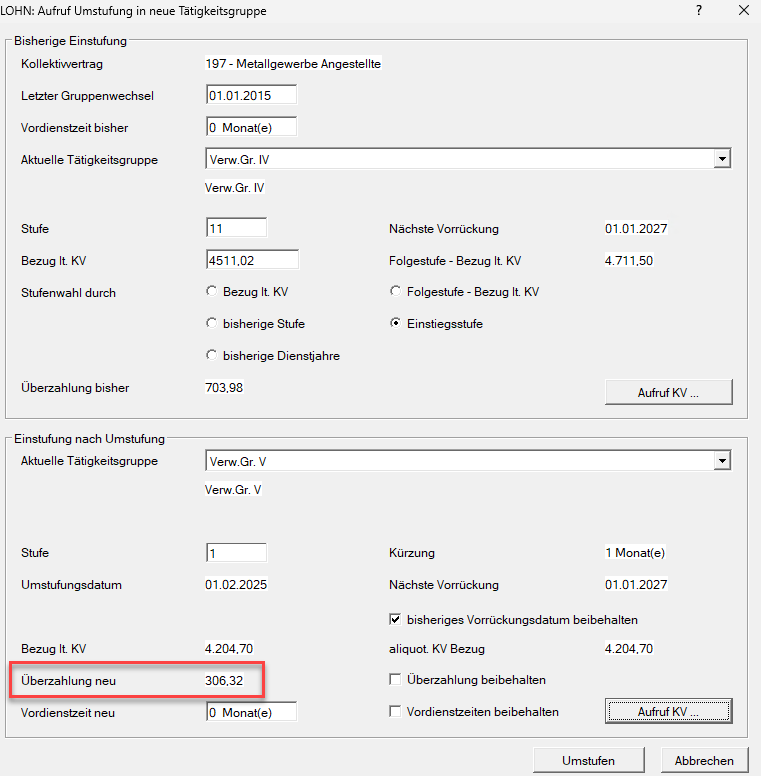 LOHN: Aufruf Umstufung in neue Tätigkeitsgruppe ?
Bisherige Einstufung
Kollektivvertrag 197 - Metallgewerbe Angestellte
Letzter Gruppenwechsel 01.01.2015
Vordienstzeit bisher 0 Monat(e)
Aktuelle Tätigkeitsgruppe Verw.Gr. IV
Verw.Gr. IV
Stufe 11 Nächste Vorrückung 01.01.2027
Bezug lt. KV 4511,02 Folgestufe - Bezug lt. KV 4.711,50
Stufenwahl durch Bezug lt. KV Folgestufe - Bezug lt. KV
bisherige Stufe Einstiegsstufe
bisherige Dienstjahre
Überzahlung bisher 703,98 Aufruf KV ...
Einstufung nach Umstufung
Aktuelle Tätigkeitsgruppe Verw.Gr. V
Verw.Gr. V
Stufe 1 Kürzung 1 Monat(e)
Umstufungsdatum 01.02.2025 Nächste Vorrückung 01.01.2027
bisheriges Vorrückungsdatum beibehalten
Bezug lt. KV 4.204,70 aliquot. KV Bezug 4.204,70
Überzahlung neu 306,32 Überzahlung beibehalten
Vordienstzeit neu 0 Monat(e) Vordienstzeiten beibehalten Aufruf KV ...
Umstufen Abbrechen